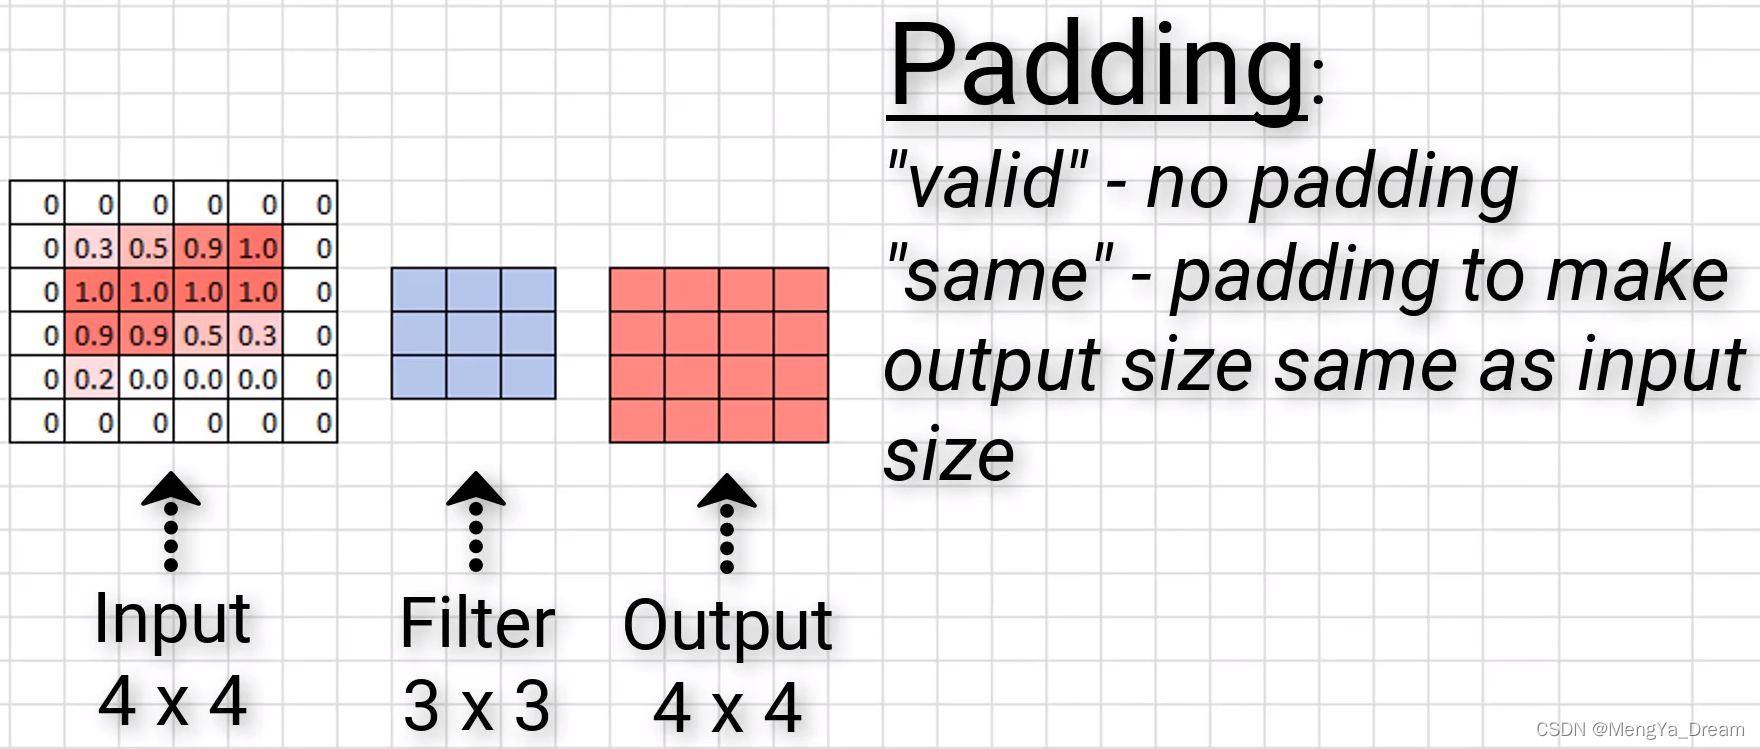 Padding:
"valid" - no padding
"same" - padding to make
output size same as input
size
0 0 0 0 0 0
0 0.3 0.5 0.9 1.0 0
0 1.0 1.0 1.0 1.0 0
0 0.9 0.9 0.5 0.3 0
0 0.2 0.0 0.0 0.0 0
0 0 0 0 0 0
Input
4 x 4
Filter
3 x 3
Output
4 x 4
CSDN @MengYa_Dream